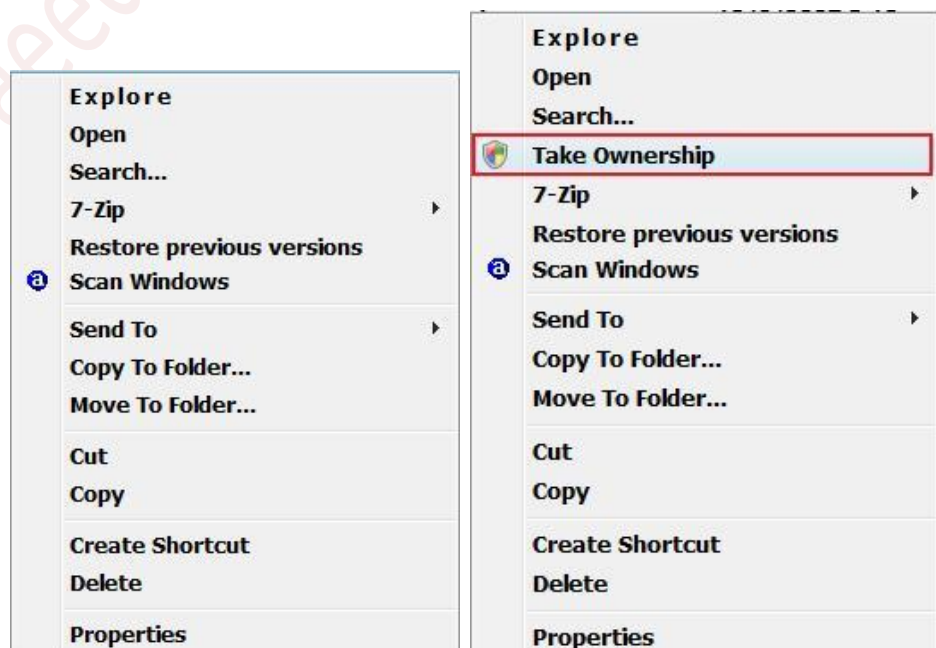 Explore
Open
Search...
7-Zip
Restore previous versions
Scan Windows
Send To
Copy To Folder...
Move To Folder...
Cut
Copy
Create Shortcut
Delete
Properties
Explore
Open
Search...
Take Ownership
7-Zip
Restore previous versions
Scan Windows
Send To
Copy To Folder...
Move To Folder...
Cut
Copy
Create Shortcut
Delete
Properties